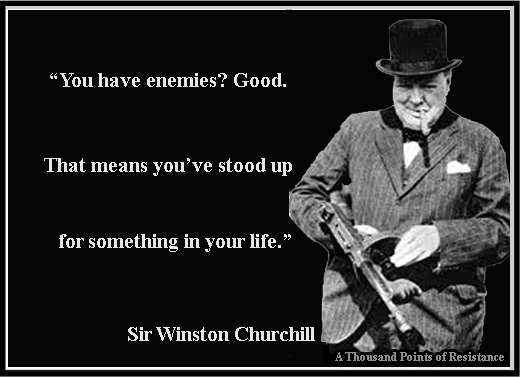 “You have enemies? Good.
That means you’ve stood up
for something in your life.”
Sir Winston Churchill
A Thousand Points of Resistance